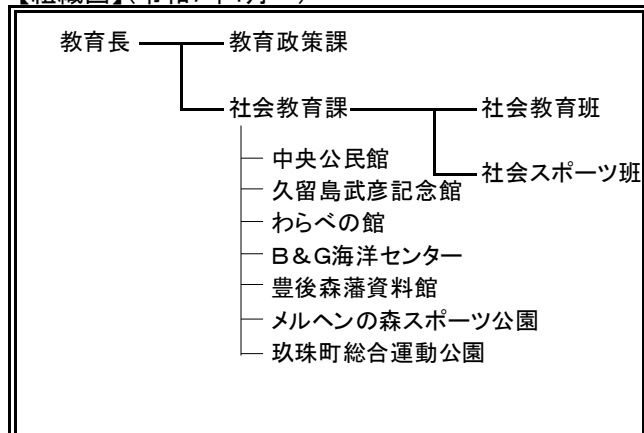 教育長 教育政策課
社会教育課 社会教育班
中央公民館
社会スポーツ班
久留島武彦記念館
わらべの館
B&G海洋センター
豊後森藩資料館
メルヘンの森スポーツ公園
玖珠町総合運動公園